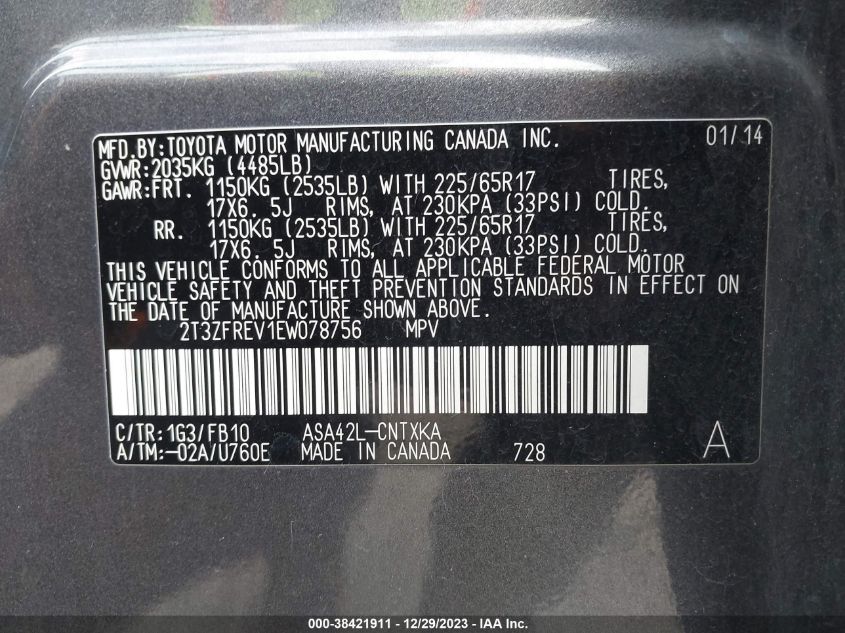 MFD.BY:TOYOTA MOTOR MANUFACTURING CANADA INC. 01/14
GVWR:2035KG (4485LB)
GAWR:FRT. 1150KG (2535LB) WITH 225/65R17 TIRES,
17X6. 5J RIMS, AT 230KPA (33PSI) COLD.
RR. 1150KG (2535LB) WITH 225/65R17 TIRES,
17X6. 5J RIMS, AT 230KPA (33PSI) COLD.
THIS VEHICLE CONFORMS TO ALL APPLICABLE FEDERAL MOTOR
VEHICLE SAFETY AND THEFT PREVENTION STANDARDS IN EFFECT ON
THE DATE OF MANUFACTURE SHOWN ABOVE.
2T3ZFREV1EW078756 MPV
C/TR:1G3/FB10 ASA42L-CNTXKA
A/TM:-02A/U760E MADE IN CANADA 728 A
000-38421911 - 12/29/2023 - IAA Inc.